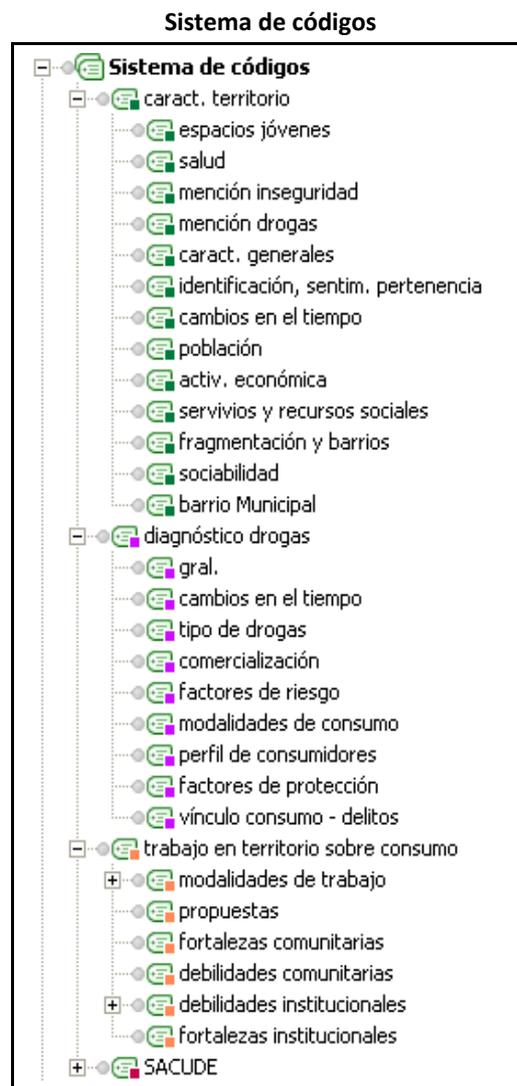 Sistema de códigos
Sistema de códigos
caract. territorio
espacios jóvenes
salud
mención inseguridad
mención drogas
caract. generales
identificación, sentim. pertenencia
cambios en el tiempo
población
activ. económica
servivios y recursos sociales
fragmentación y barrios
sociabilidad
barrio Municipal
diagnóstico drogas
gral.
cambios en el tiempo
tipo de drogas
comercialización
factores de riesgo
modalidades de consumo
perfil de consumidores
factores de protección
vínculo consumo - delitos
trabajo en territorio sobre consumo
modalidades de trabajo
propuestas
fortalezas comunitarias
debilidades comunitarias
debilidades institucionales
fortalezas institucionales
SACUDE